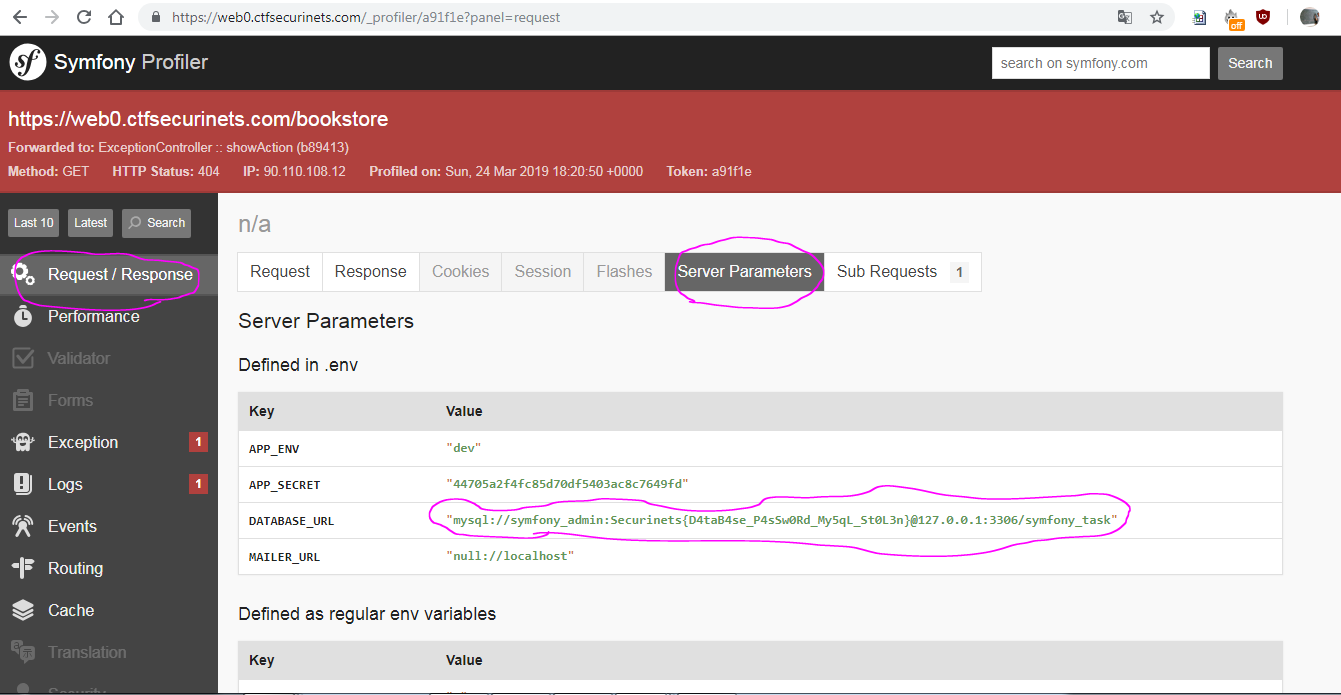 https://web0.ctfsecurinets.com/_profiler/a91f1e?panel=request
off
sf Symfony Profiler
search on symfony.com Search
https://web0.ctfsecurinets.com/bookstore
Forwarded to: ExceptionController :: showAction (b89413)
Method: GET HTTP Status: 404 IP: 90.110.108.12 Profiled on: Sun, 24 Mar 2019 18:20:50 +0000 Token: a91f1e
Last 10 Latest Search
Request / Response
Performance
Validator
Forms
Exception 1
Logs 1
Events
Routing
Cache
Translation
Security
n/a
Request Response Cookies Session Flashes Server Parameters Sub Requests 1
Server Parameters
Defined in .env
Key Value
APP_ENV "dev"
APP_SECRET "44705a2f4fc85d70df5403ac8c7649fd"
DATABASE_URL "mysql://symfony_admin:Securinets{D4taB4se_P4sSw0Rd_My5qL_St0L3n}@127.0.0.1:3306/symfony_task"
MAILER_URL "null://localhost"
Defined as regular env variables
Key Value